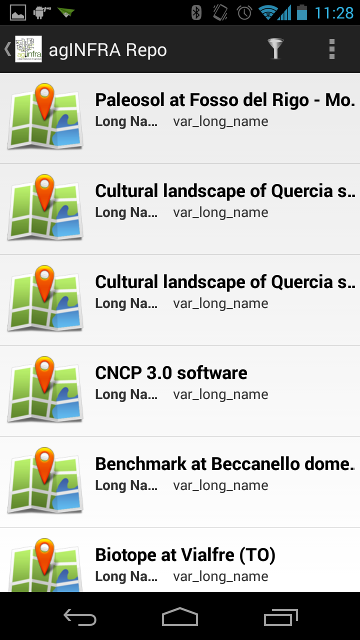 11:28
agINFRA Repo
Paleosol at Fosso del Rigo - Mo..
Long Na... var_long_name
Cultural landscape of Quercia s..
Long Na... var_long_name
Cultural landscape of Quercia s..
Long Na... var_long_name
CNCP 3.0 software
Long Na... var_long_name
Benchmark at Beccanello dome..
Long Na... var_long_name
Biotope at Vialfre (TO)
Long Na... var_long_name